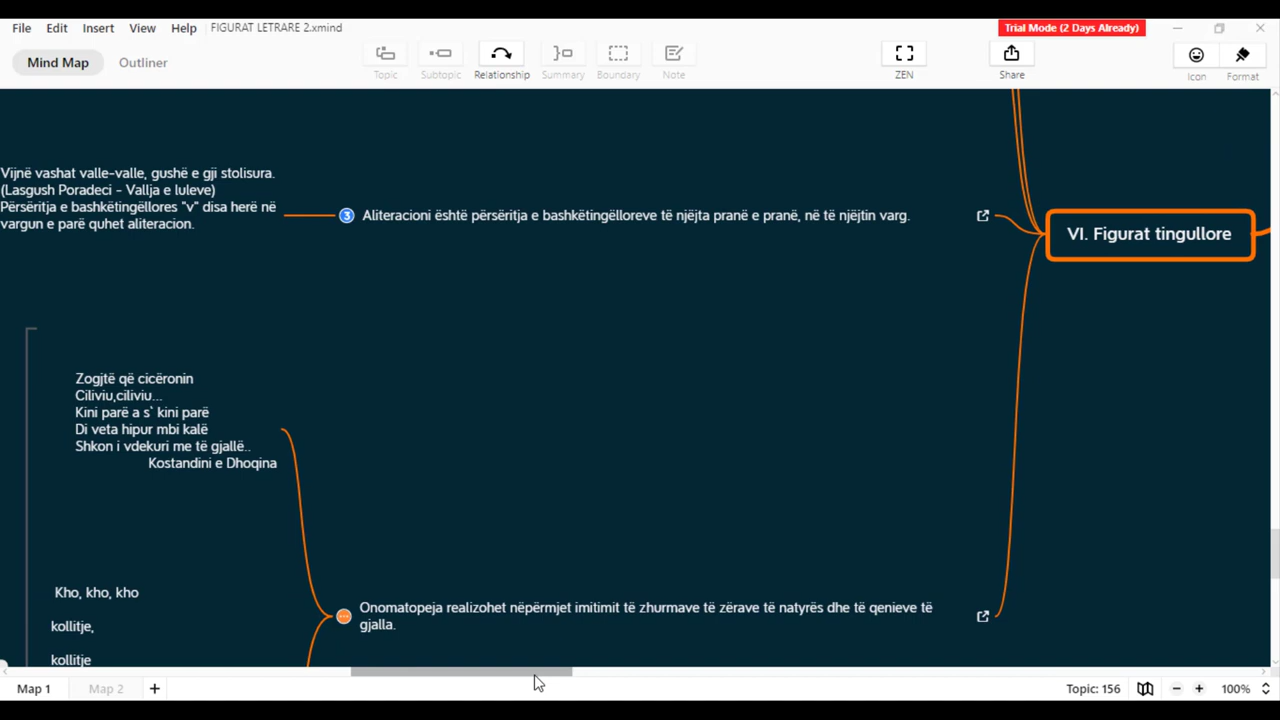 File Edit Insert View Help FIGURAT LETRARE 2.xmind Trial Mode (2 Days Already)
Mind Map Outliner
Topic Subtopic Relationship Summary Boundary Note ZEN Share Icon Format
Vijnë vashat valle-valle, gushë e gji stolisura.
(Lasgush Poradeci - Vallja e luleve)
Përsëritja e bashkëtingëllores "v" disa herë në
vargun e parë quhet aliteracion.
3 Aliteracioni është përsëritja e bashkëtingëlloreve të njëjta pranë e pranë, në të njëjtin varg.
VI. Figurat tingullore
Zogjtë që cicëronin
Ciliviu,ciliviu...
Kini parë a s` kini parë
Di veta hipur mbi kalë
Shkon i vdekuri me të gjallë..
Kostandini e Dhoqina
Kho, kho, kho
kollitje,
kollitje
Onomatopeja realizohet nëpërmjet imitimit të zhurmave të zërave të natyrës dhe të qenieve të
gjalla.
Map 1 Map 2 + Topic: 156 100%